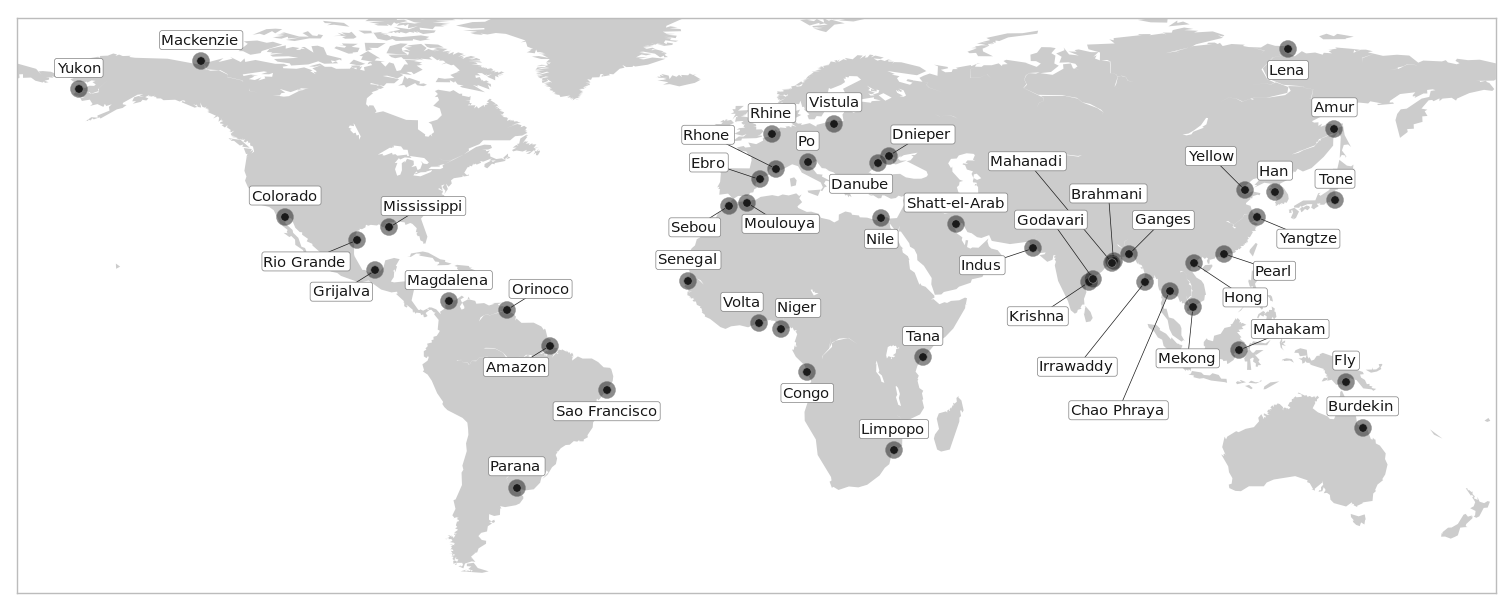 Mackenzie
Yukon
Lena
Vistula
Amur
Rhine
Rhone
Dnieper
Po
Yellow
Mahanadi
Ebro
Han
Tone
Danube
Brahmani
Colorado
Shatt-el-Arab
Mississippi
Godavari
Ganges
Moulouya
Sebou
Nile
Yangtze
Senegal
Rio Grande
Indus
Pearl
Magdalena
Orinoco
Grijalva
Hong
Volta
Niger
Krishna
Mahakam
Tana
Mekong
Fly
Amazon
Irrawaddy
Congo
Burdekin
Sao Francisco
Chao Phraya
Limpopo
Parana